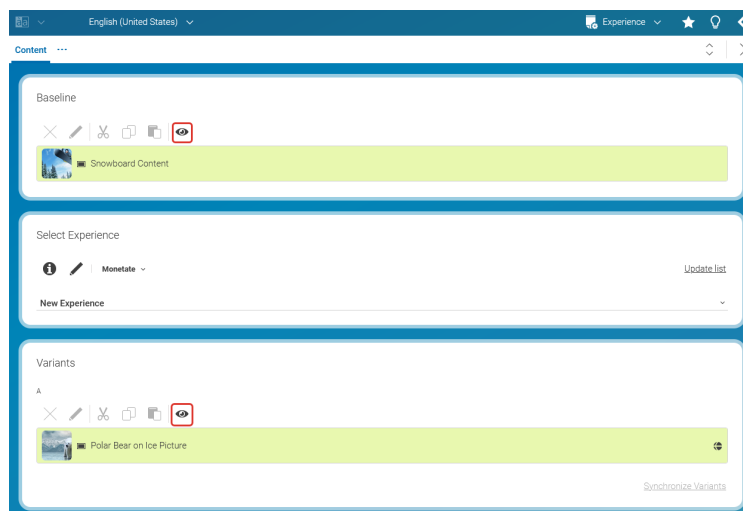 English (United States)
Experience
Content
Baseline
Snowboard Content
Select Experience
Monetate
Update list
New Experience
Variants
A
Polar Bear on Ice Picture
Synchronize Variants